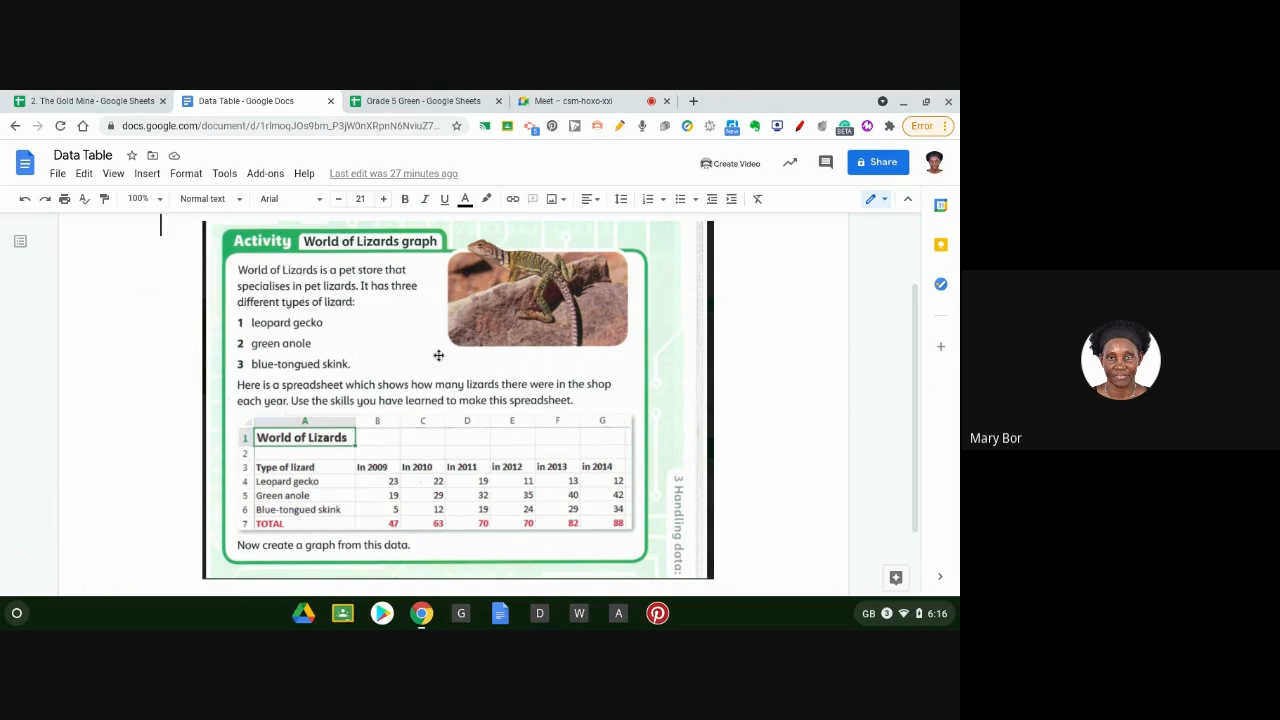 2. The Gold Mine - Google Sheets
Data Table - Google Docs
Grade 5 Green - Google Sheets
Meet – csm-hoxo-xxi
docs.google.com/document/d/1rlmoqJOs9bm_P3jW0nXRpnN6NviuZ7...
5
New
BETA
Error
Data Table
File Edit View Insert Format Tools Add-ons Help
Last edit was 27 minutes ago
Create Video
Share
100%
Normal text
Arial
21
B I U A
31
Activity World of Lizards graph
World of Lizards is a pet store that
specialises in pet lizards. It has three
different types of lizard:
1 leopard gecko
2 green anole
3 blue-tongued skink.
Here is a spreadsheet which shows how many lizards there were in the shop
each year. Use the skills you have learned to make this spreadsheet.
A B C D E F G
1 World of Lizards
2
3 Type of lizard In 2009 In 2010 In 2011 in 2012 in 2013 in 2014
4 Leopard gecko 23 22 19 11 13 12
5 Green anole 19 29 32 35 40 42
6 Blue-tongued skink 5 12 19 24 29 34
7 TOTAL 47 63 70 70 82 88
Now create a graph from this data.
3 Handling data:
Mary Bor
G
D
W
A
GB 3 6:16